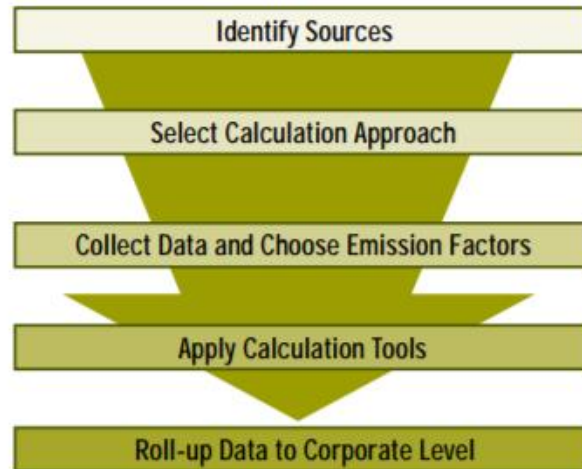 Identify Sources
Select Calculation Approach
Collect Data and Choose Emission Factors
Apply Calculation Tools
Roll-up Data to Corporate Level